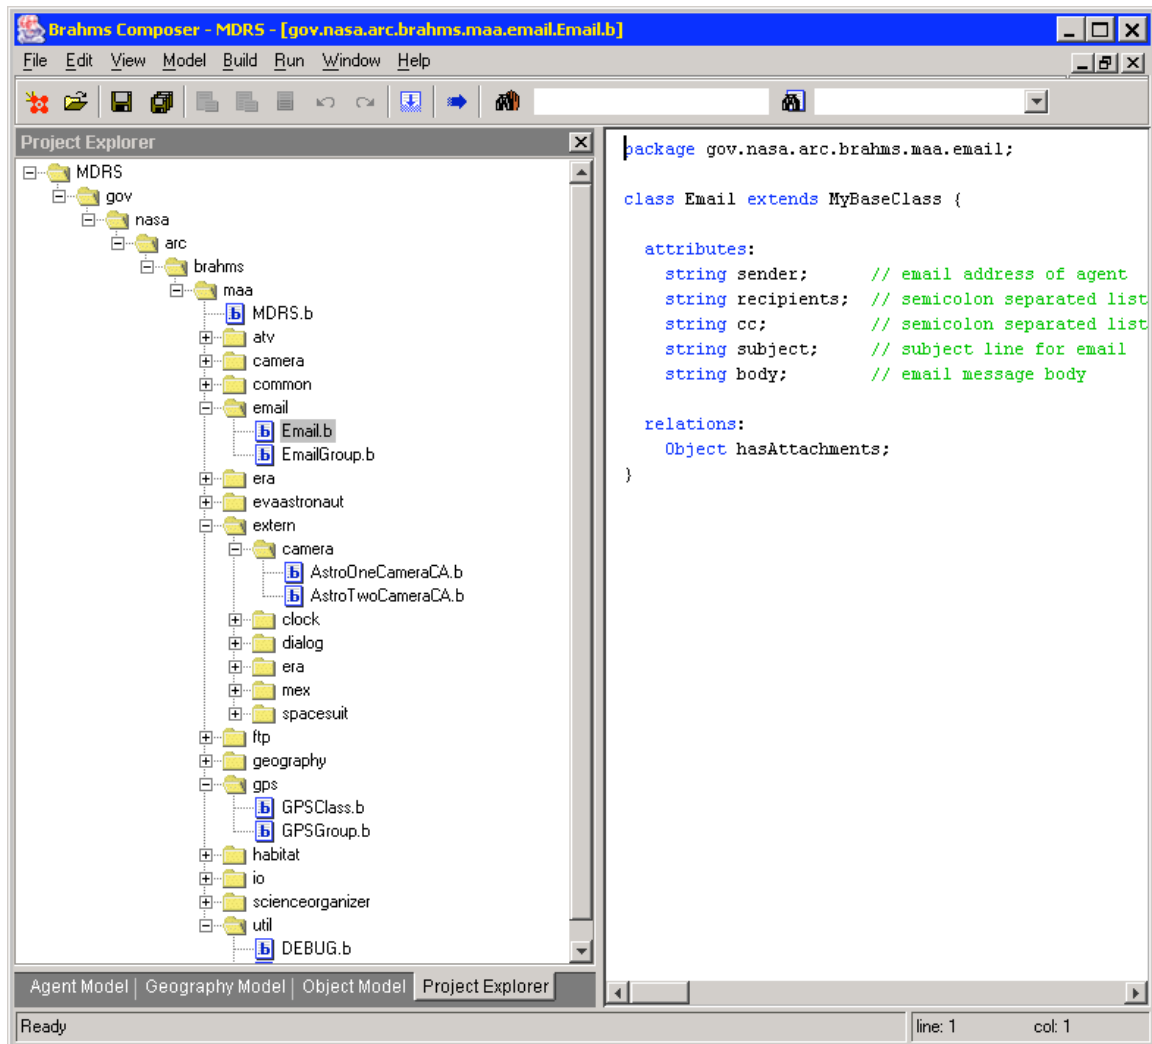 Brahms Composer - MDRS - [gov.nasa.arc.brahms.maa.email.Email.b]
File Edit View Model Build Run Window Help
Project Explorer
MDRS
gov
nasa
arc
brahms
maa
MDRS.b
atv
camera
common
email
Email.b
EmailGroup.b
era
evaastronaut
extern
camera
AstroOneCameraCA.b
AstroTwoCameraCA.b
clock
dialog
era
mex
spacesuit
ftp
geography
gps
GPSClass.b
GPSGroup.b
habitat
io
scienceorganizer
util
DEBUG.b
Agent Model | Geography Model | Object Model Project Explorer
package gov.nasa.arc.brahms.maa.email;
class Email extends MyBaseClass {
attributes:
string sender; // email address of agent
string recipients; // semicolon separated list
string cc; // semicolon separated list
string subject; // subject line for email
string body; // email message body
relations:
Object hasAttachments;
}
Ready line: 1 col: 1